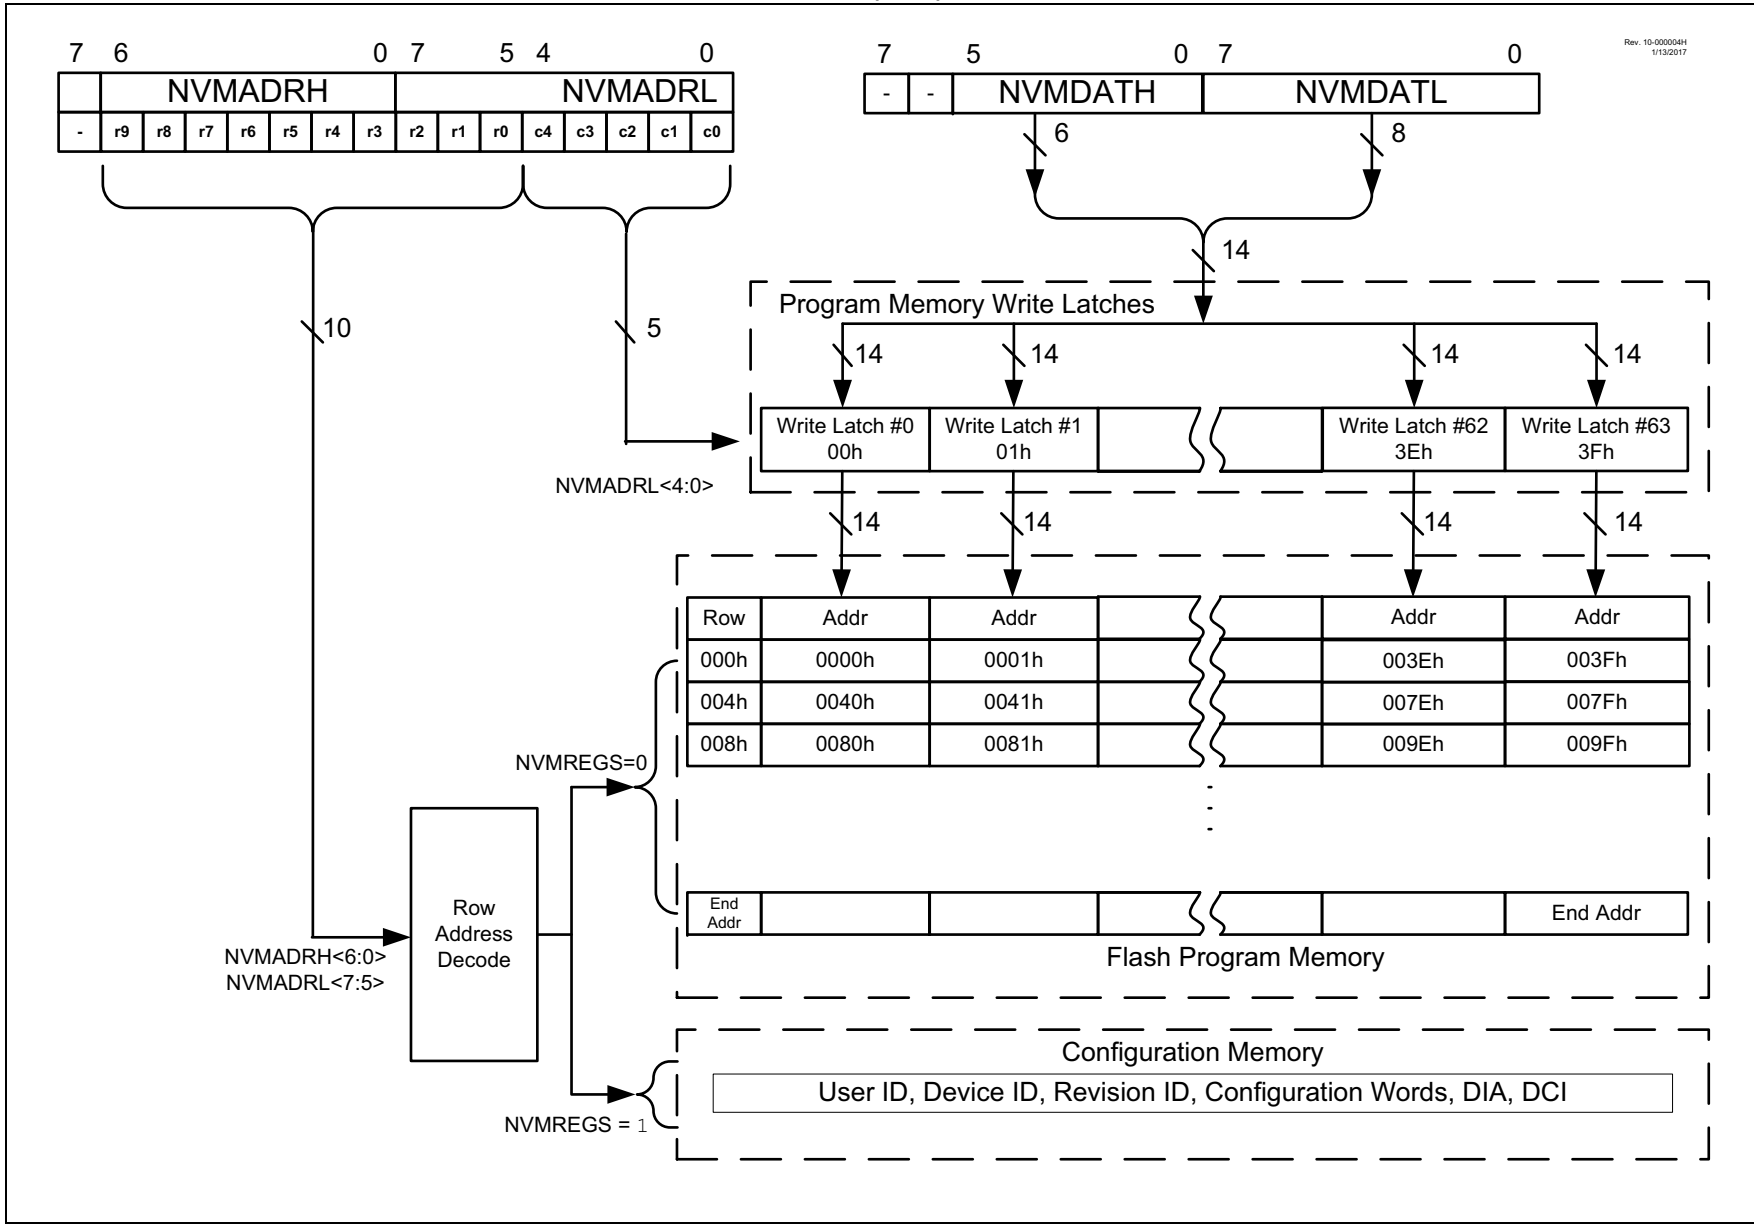 Rev. 10-000004H
1/13/2017
7 6 0 7 5 4 0
NVMADRH NVMADRL
- r9 r8 r7 r6 r5 r4 r3 r2 r1 r0 c4 c3 c2 c1 c0
7 5 0 7 0
- - NVMDATH NVMDATL
6 8
14
10 5
Program Memory Write Latches
14 14 14 14
Write Latch #0 Write Latch #1 Write Latch #62 Write Latch #63
00h 01h 3Eh 3Fh
NVMADRL<4:0>
14 14 14 14
Row Addr Addr Addr Addr
000h 0000h 0001h 003Eh 003Fh
004h 0040h 0041h 007Eh 007Fh
008h 0080h 0081h 009Eh 009Fh
NVMREGS=0
End
Addr
End Addr
Row
Address
Decode
NVMADRH<6:0>
NVMADRL<7:5>
Flash Program Memory
Configuration Memory
User ID, Device ID, Revision ID, Configuration Words, DIA, DCI
NVMREGS = 1